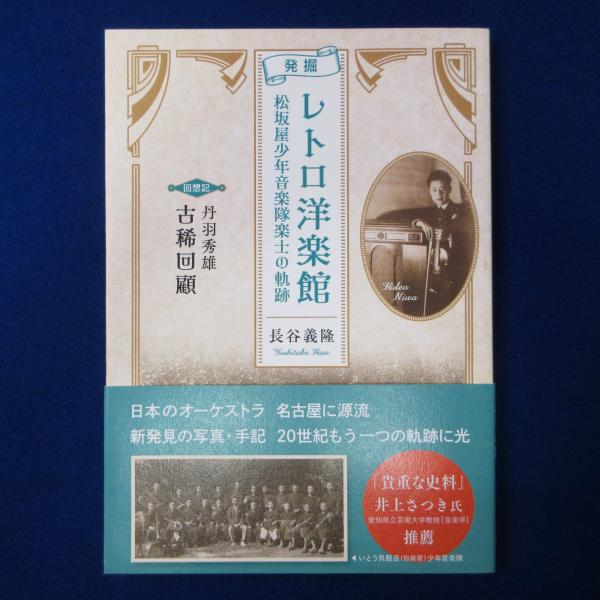 発掘
レトロ洋楽館
松坂屋少年音楽隊楽士の軌跡
回想記
丹羽秀雄
古稀回顧
Hideo
Niwa
長谷義隆
Yoshitaka Hase
日本のオーケストラ 名古屋に源流
新発見の写真・手記 20世紀もう一つの軌跡に光
「貴重な史料」
井上さつき氏
愛知県立芸術大学教授[音楽学]
推薦
◀いとう呉服店(松坂屋)少年音楽隊